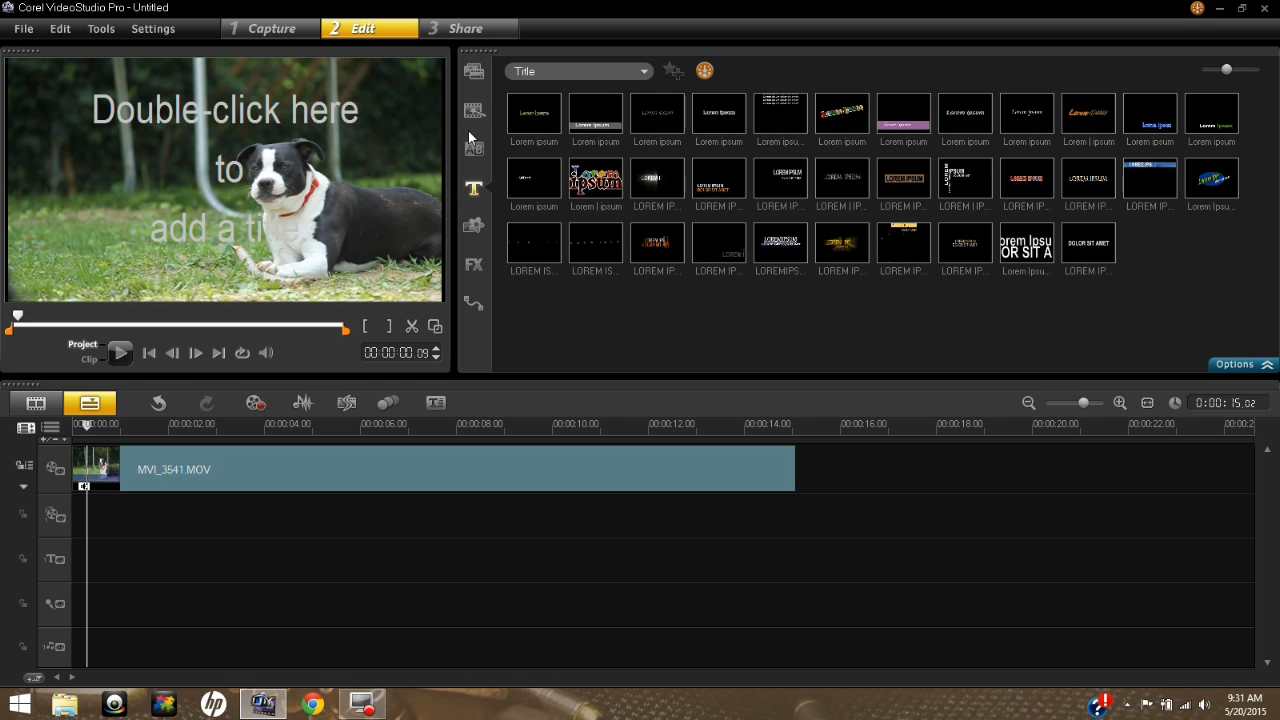 Corel VideoStudio Pro - Untitled
File Edit Tools Settings
1 Capture 2 Edit 3 Share
Double-click here
to
add a title
Title
Lorem ipsum Lorem ipsum Lorem ipsum Lorem ipsum Lorem ipsu... Lorem ipsum Lorem ipsum Lorem ipsum Lorem ipsum Lorem | ipsum Lorem ipsum Lorem ipsum
Lorem ipsum Lorem | ipsum LOREM IP... LOREM IP... LOREM IP... LOREM | IP... LOREM IP... LOREM | IP... LOREM IP... LOREM IP... LOREM IP... Lorem Ipsu...
LOREM IS... LOREM IS... LOREM IP... LOREM IP... LOREMIPS... LOREM IP... LOREM IP... LOREM IP... Lorem Ipsu... LOREM IP...
AB
T
FX
Project
Clip
[ ]
00:00:00.09
Options
0:00:15.02
00:00:00.00 00:00:02.00 00:00:04.00 00:00:06.00 00:00:08.00 00:00:10.00 00:00:12.00 00:00:14.00 00:00:16.00 00:00:18.00 00:00:20.00 00:00:22.00 00:00:2
MVI_3541.MOV
hp
9:31 AM
5/20/2015